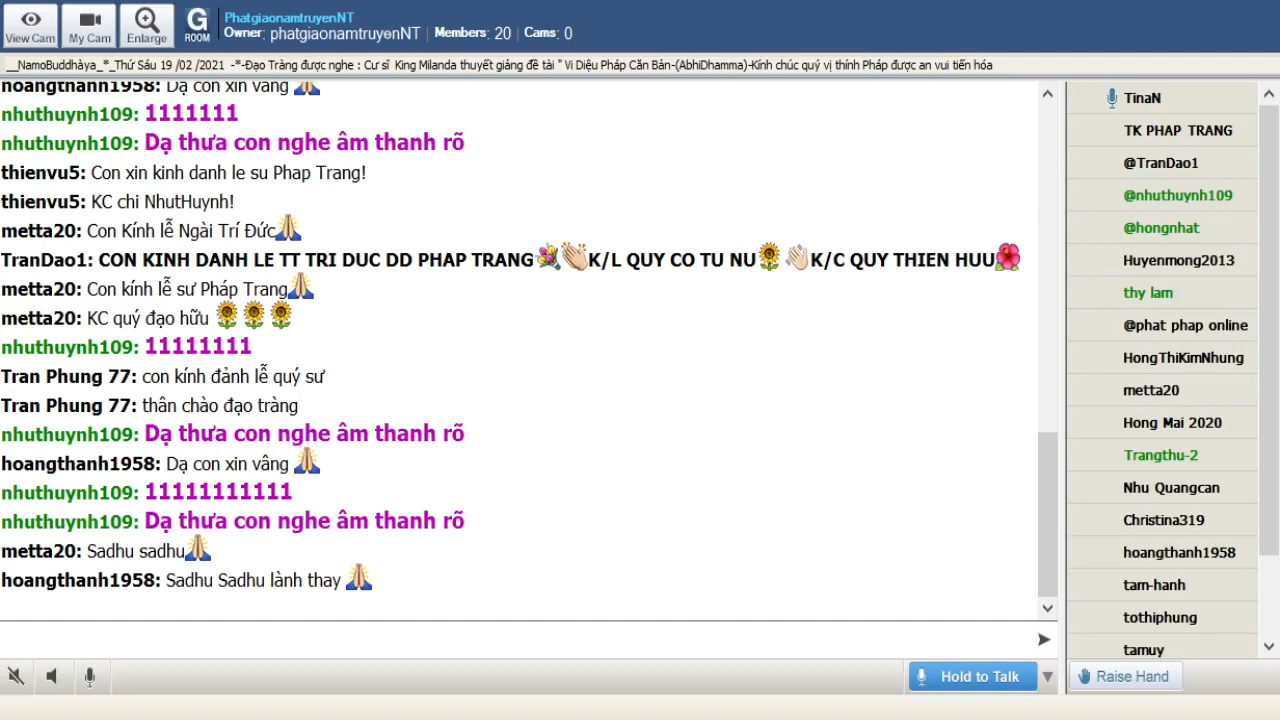 View Cam
My Cam
Enlarge
G
ROOM
PhatgiaonamtruyenNT
Owner: phatgiaonamtruyenNT | Members: 20 | Cams: 0
__NamoBuddhàya_*_Thứ Sáu 19 /02 /2021 -*-Đạo Tràng được nghe : Cư sĩ King Milanda thuyết giảng đề tài " Vi Diệu Pháp Căn Bản-(AbhiDhamma)-Kính chúc quý vị thính Pháp được an vui tiến hóa
hoangthanh1958: Dạ con xin vâng
nhuthuynh109: 1111111
nhuthuynh109: Dạ thưa con nghe âm thanh rõ
thienvu5: Con xin kinh danh le su Phap Trang!
thienvu5: KC chi NhutHuynh!
metta20: Con Kính lễ Ngài Trí Đức
TranDao1: CON KINH DANH LE TT TRI DUC DD PHAP TRANG K/L QUY CO TU NU K/C QUY THIEN HUU
metta20: Con kính lễ sư Pháp Trang
metta20: KC quý đạo hữu
nhuthuynh109: 11111111
Tran Phung 77: con kính đảnh lễ quý sư
Tran Phung 77: thân chào đạo tràng
nhuthuynh109: Dạ thưa con nghe âm thanh rõ
hoangthanh1958: Dạ con xin vâng
nhuthuynh109: 11111111111
nhuthuynh109: Dạ thưa con nghe âm thanh rõ
metta20: Sadhu sadhu
hoangthanh1958: Sadhu Sadhu lành thay
TinaN
TK PHAP TRANG
@TranDao1
@nhuthuynh109
@hongnhat
Huyenmong2013
thy lam
@phat phap online
HongThiKimNhung
metta20
Hong Mai 2020
Trangthu-2
Nhu Quangcan
Christina319
hoangthanh1958
tam-hanh
tothiphung
tamuy
Hold to Talk
Raise Hand